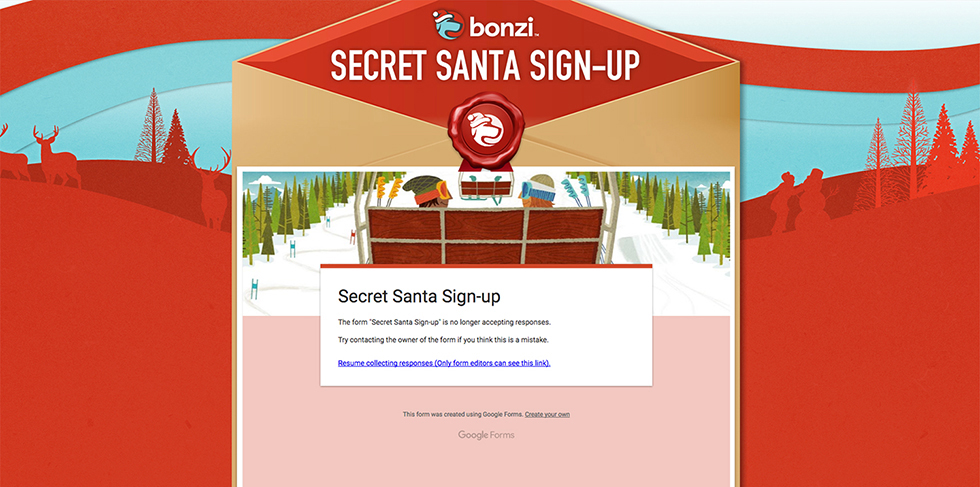 bonzi™
SECRET SANTA SIGN-UP
Secret Santa Sign-up
The form "Secret Santa Sign-up" is no longer accepting responses.
Try contacting the owner of the form if you think this is a mistake.
Resume collecting responses (Only form editors can see this link).
This form was created using Google Forms. Create your own
Google Forms